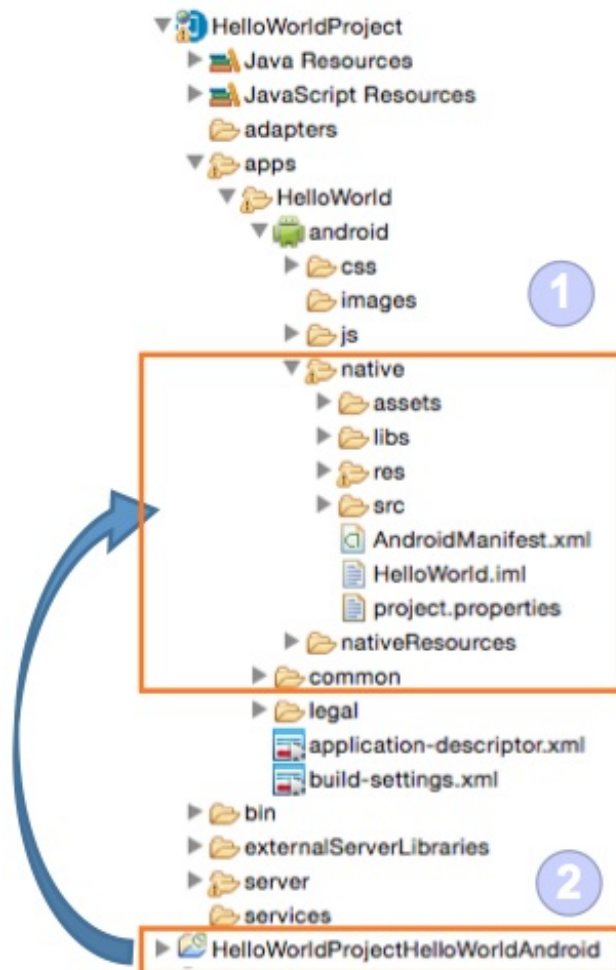 HelloWorldProject
Java Resources
JavaScript Resources
adapters
apps
HelloWorld
android
css
images
1
js
native
assets
libs
res
src
AndroidManifest.xml
HelloWorld.iml
project.properties
nativeResources
common
legal
application-descriptor.xml
build-settings.xml
bin
externalServerLibraries
server
2
services
HelloWorldProjectHelloWorldAndroid